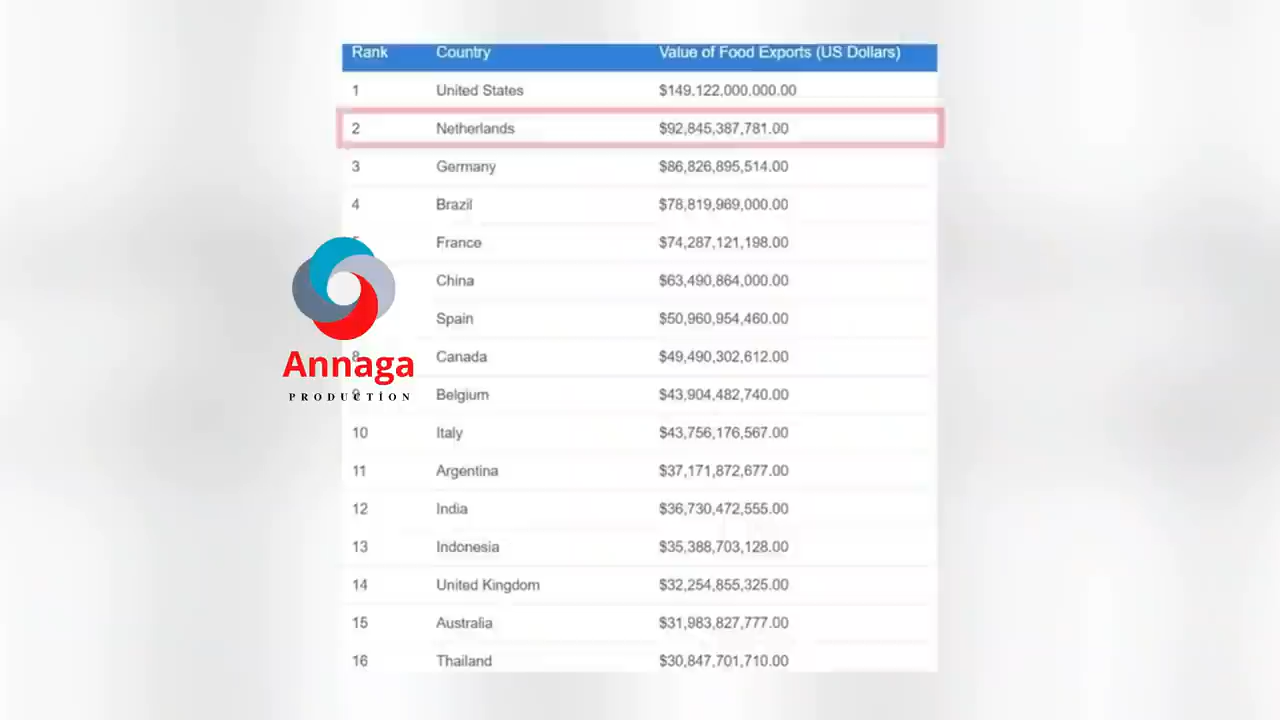 Rank Country Value of Food Exports (US Dollars)
1 United States $149,122,000,000.00
2 Netherlands $92,845,387,781.00
3 Germany $86,826,895,514.00
4 Brazil $78,819,969,000.00
France $74,287,121,198.00
China $63,490,864,000.00
Spain $50,960,954,460.00
8 Canada $49,490,302,612.00
9 Belgium $43,904,482,740.00
10 Italy $43,756,176,567.00
11 Argentina $37,171,872,677.00
12 India $36,730,472,555.00
13 Indonesia $35,388,703,128.00
14 United Kingdom $32,254,855,325.00
15 Australia $31,983,827,777.00
16 Thailand $30,847,701,710.00
Annaga
PRODUCTİON